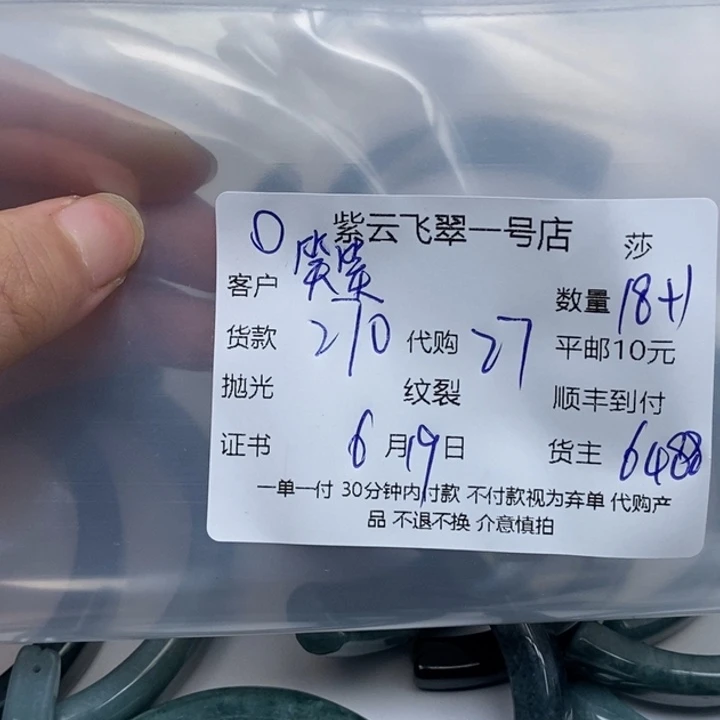 0 紫云飞翠一号店 莎
客户 笑笑 数量 18+1
货款 270 代购 27 平邮10元
抛光 纹裂 顺丰到付
证书 6月19日 货主 6488
一单一付 30分钟内付款 不付款视为弃单 代购产
品 不退不换 介意慎拍